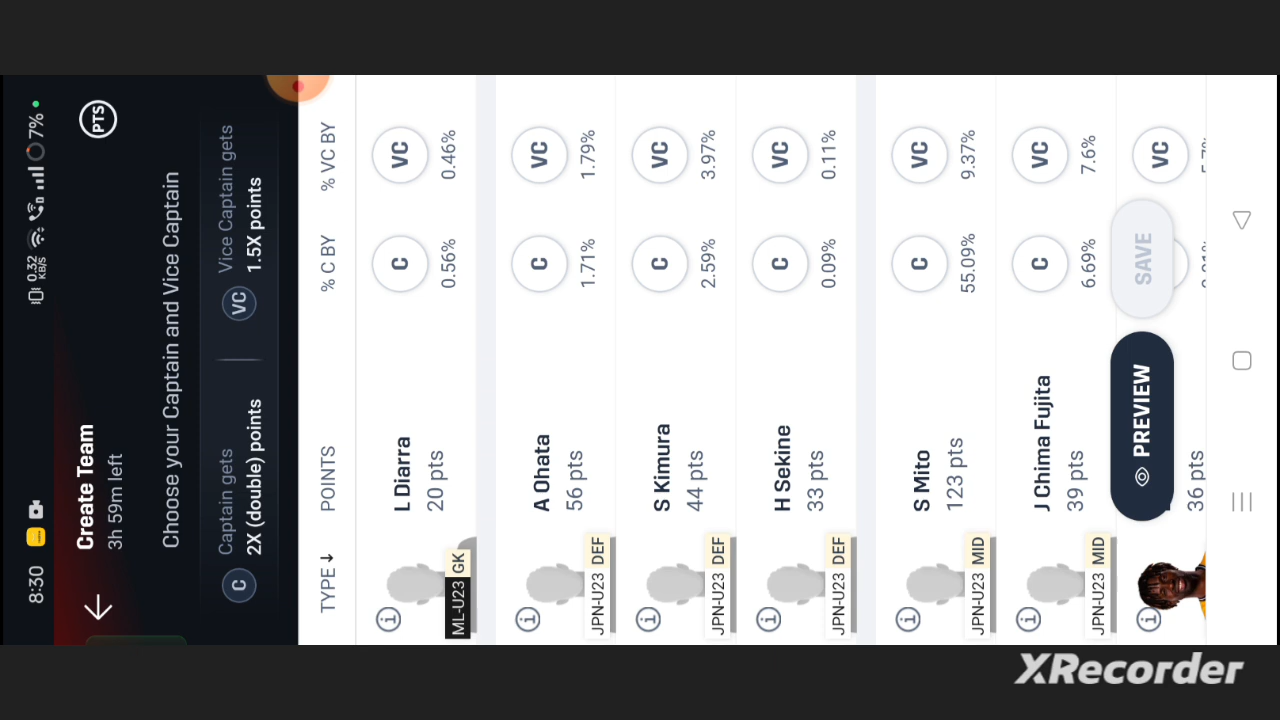 8:30
0.32 KB/S
7%
Create Team
3h 59m left
PTS
Choose your Captain and Vice Captain
C
Captain gets
2X (double) points
VC
Vice Captain gets
1.5X points
TYPE ↓ POINTS % C BY % VC BY
L Diarra
20 pts
ML-U23 GK
C VC
0.56% 0.46%
A Ohata
56 pts
JPN-U23 DEF
C VC
1.71% 1.79%
S Kimura
44 pts
JPN-U23 DEF
C VC
2.59% 3.97%
H Sekine
33 pts
JPN-U23 DEF
C VC
0.09% 0.11%
S Mito
123 pts
JPN-U23 MID
C VC
55.09% 9.37%
J Chima Fujita
39 pts
JPN-U23 MID
C VC
6.69% 7.6%
VC
36 pts
PREVIEW SAVE
XRecorder